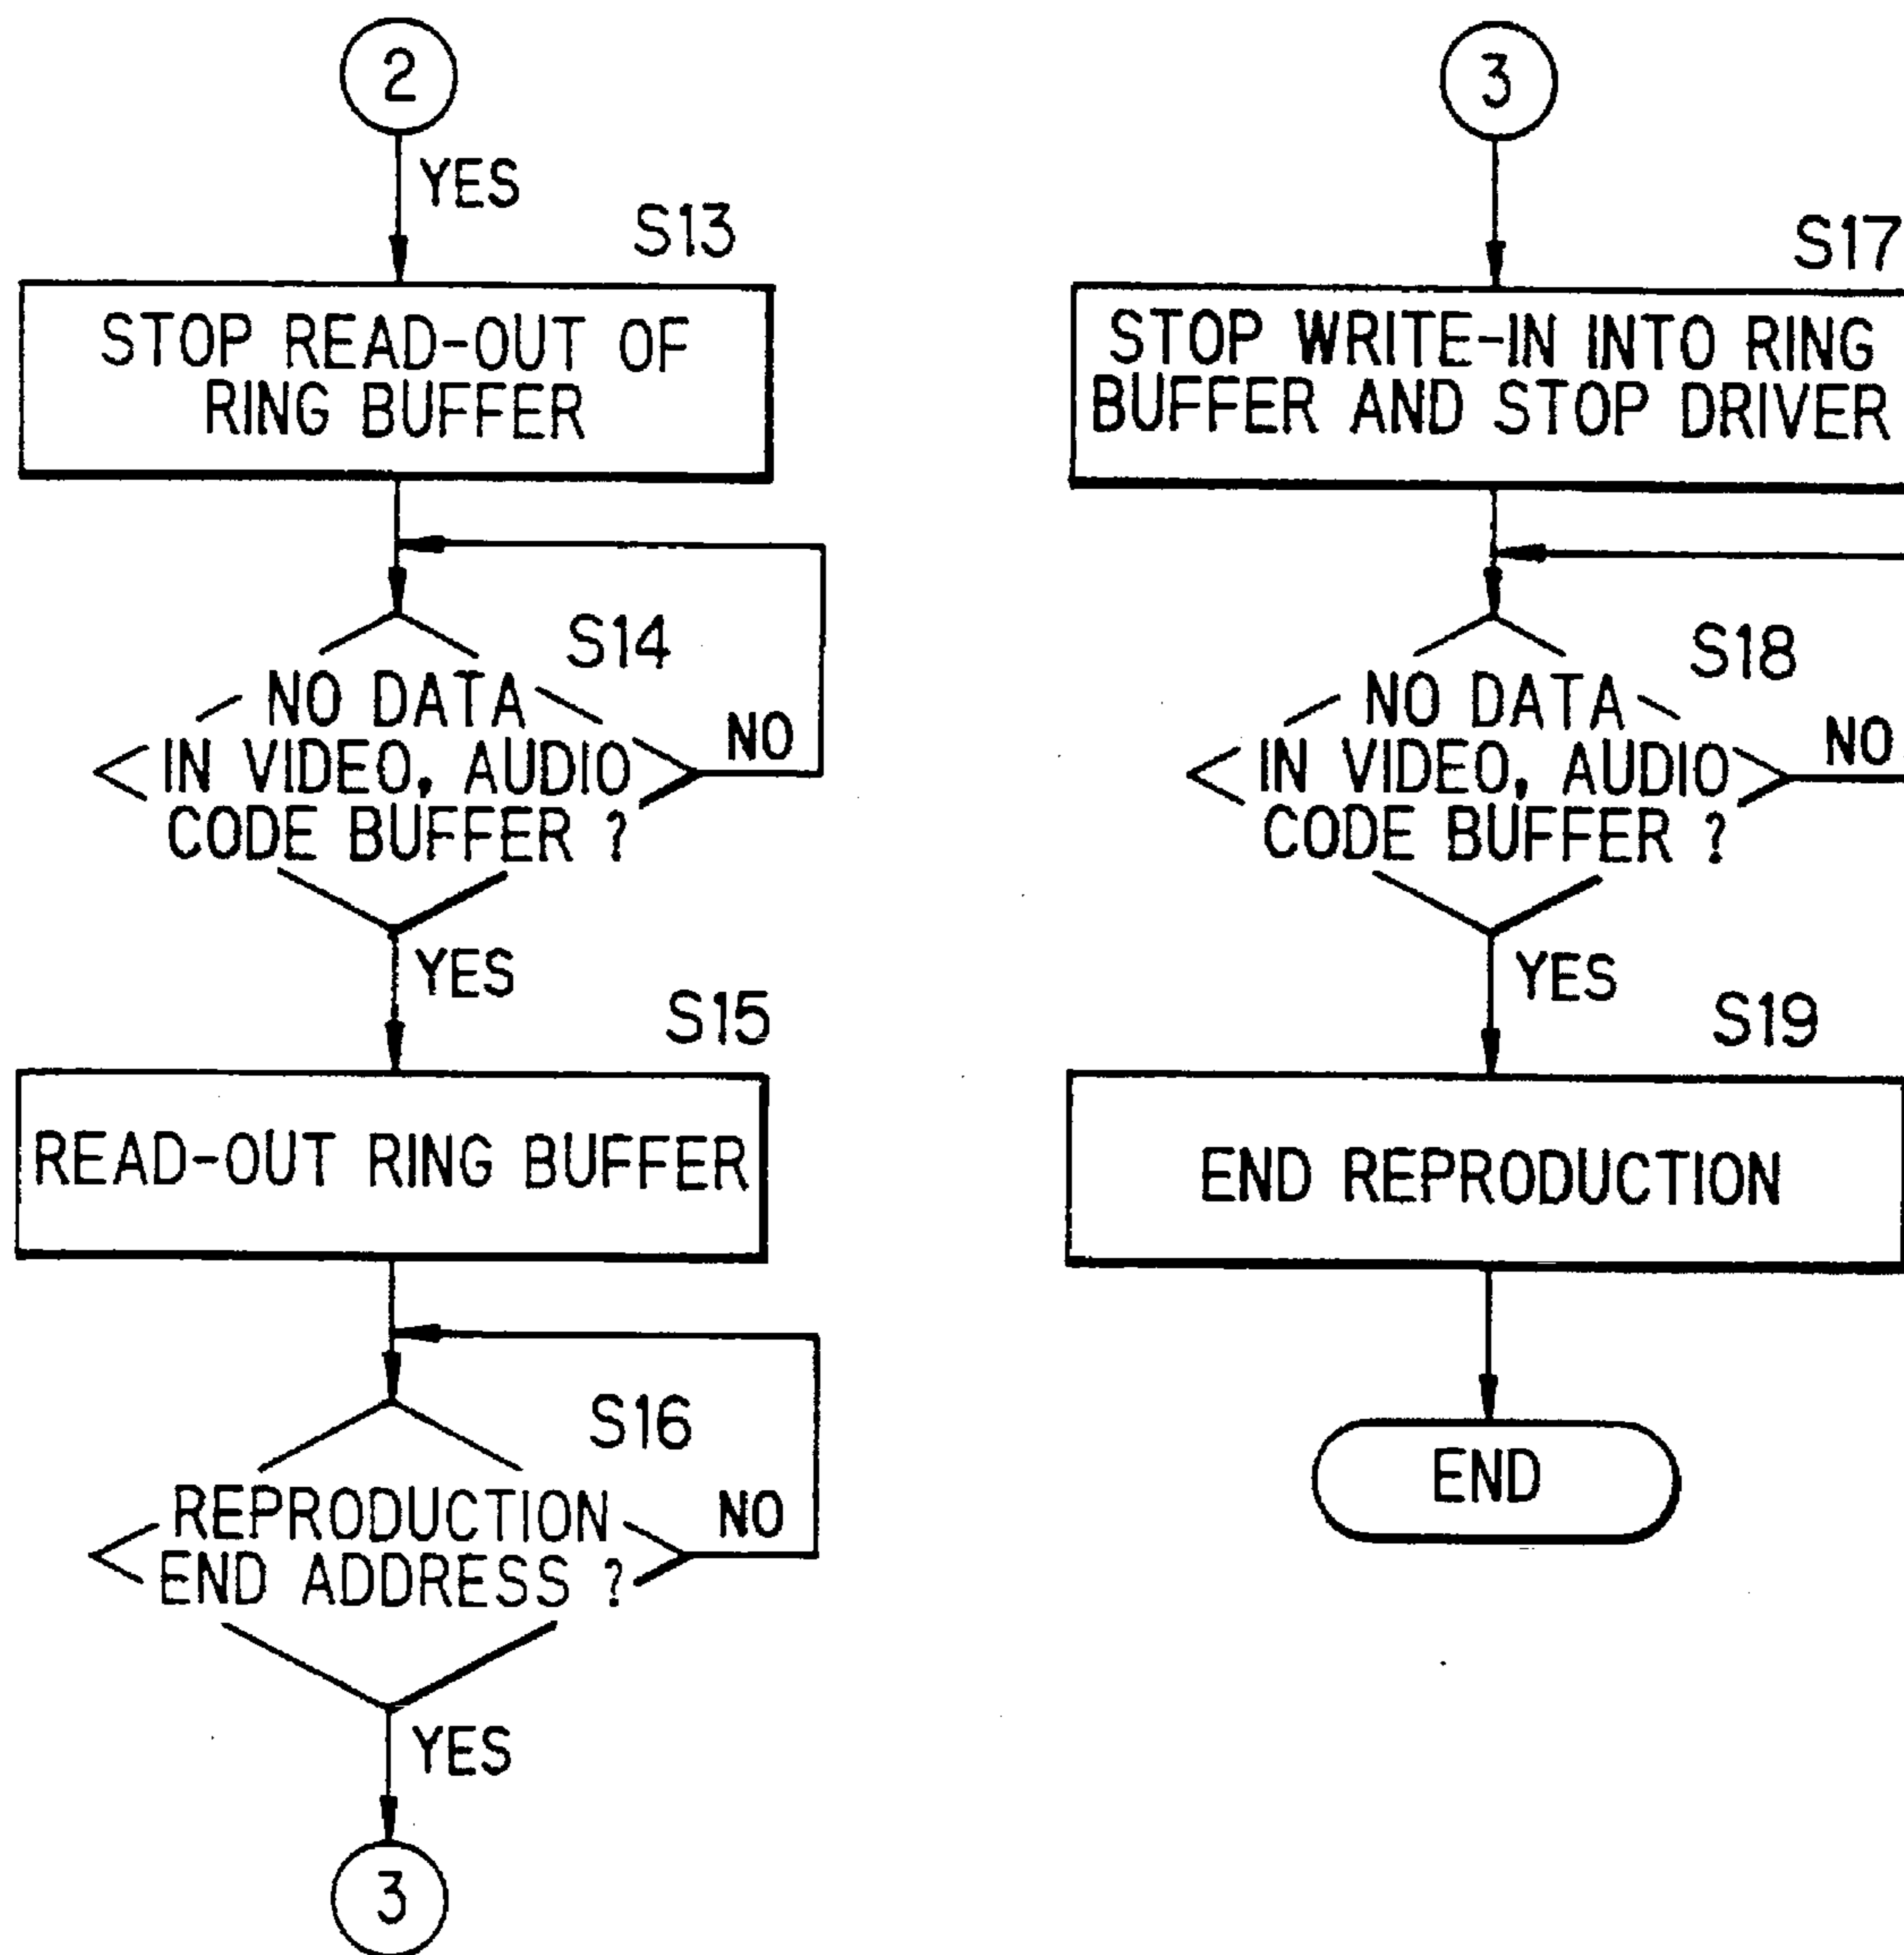 2
YES
S13
STOP READ-OUT OF
RING BUFFER
S14
NO DATA
IN VIDEO, AUDIO
CODE BUFFER ?
NO
YES
S15
READ-OUT RING BUFFER
S16
REPRODUCTION
END ADDRESS ?
NO
YES
3
3
S17
STOP WRITE-IN INTO RING
BUFFER AND STOP DRIVER
S18
NO DATA
IN VIDEO, AUDIO
CODE BUFFER ?
NO
YES
S19
END REPRODUCTION
END